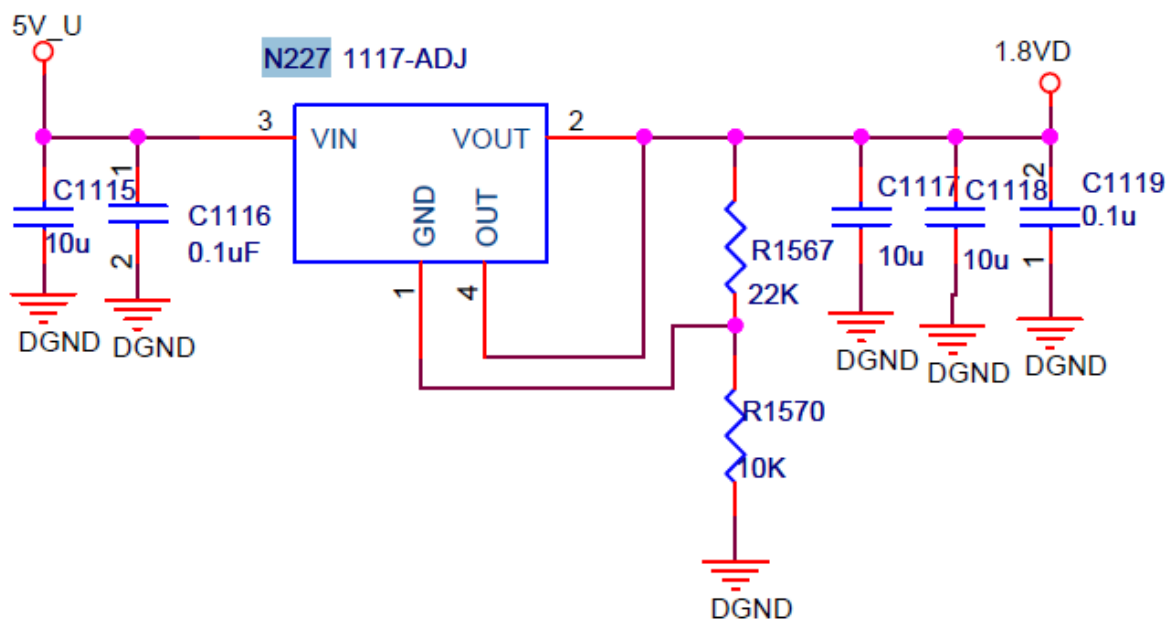 5V_U
N227 1117-ADJ
1.8VD
3
VIN
VOUT
2
GND
OUT
1
4
C1115
10u
1
2
C1116
0.1uF
DGND
DGND
R1567
22K
C1117
10u
C1118
10u
2
1
C1119
0.1u
DGND
DGND
DGND
R1570
10K
DGND